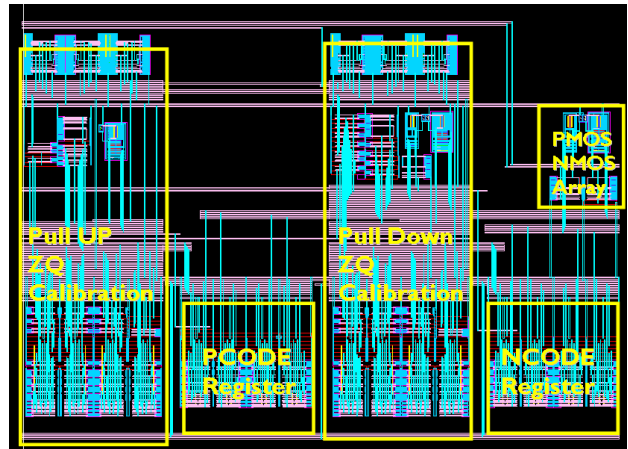 PMOS
NMOS
Array
Pull UP
ZQ
Calibration
Pull Down
ZQ
Calibration
PCODE
Register
NCODE
Register